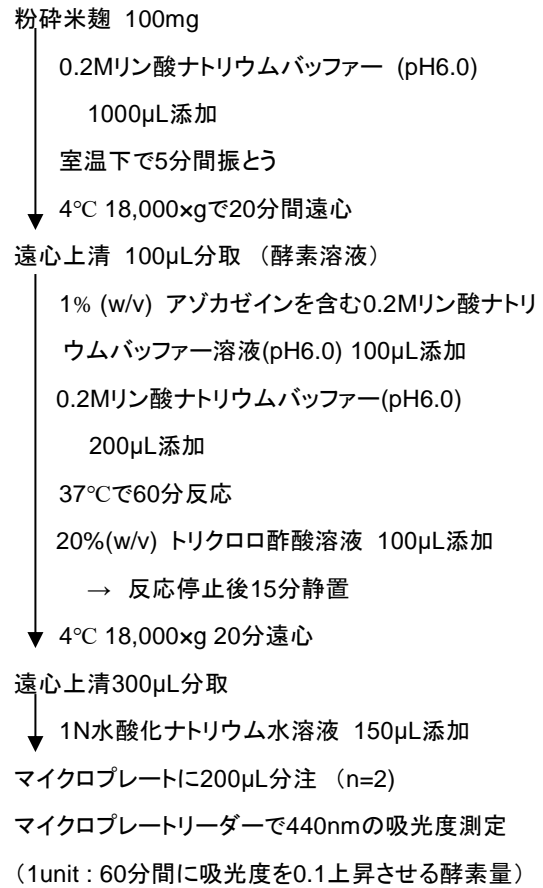 粉砕米麹 100mg
0.2Mリン酸ナトリウムバッファー (pH6.0)
1000μL添加
室温下で5分間振とう
4℃ 18,000×gで20分間遠心
遠心上清 100μL分取 （酵素溶液）
1% (w/v) アゾカゼインを含む0.2Mリン酸ナトリ
ウムバッファー溶液(pH6.0) 100μL添加
0.2Mリン酸ナトリウムバッファー(pH6.0)
200μL添加
37℃で60分反応
20%(w/v) トリクロロ酢酸溶液 100μL添加
→ 反応停止後15分静置
4℃ 18,000×g 20分遠心
遠心上清300μL分取
1N水酸化ナトリウム水溶液 150μL添加
マイクロプレートに200μL分注 （n=2)
マイクロプレートリーダーで440nmの吸光度測定
（1unit : 60分間に吸光度を0.1上昇させる酵素量）